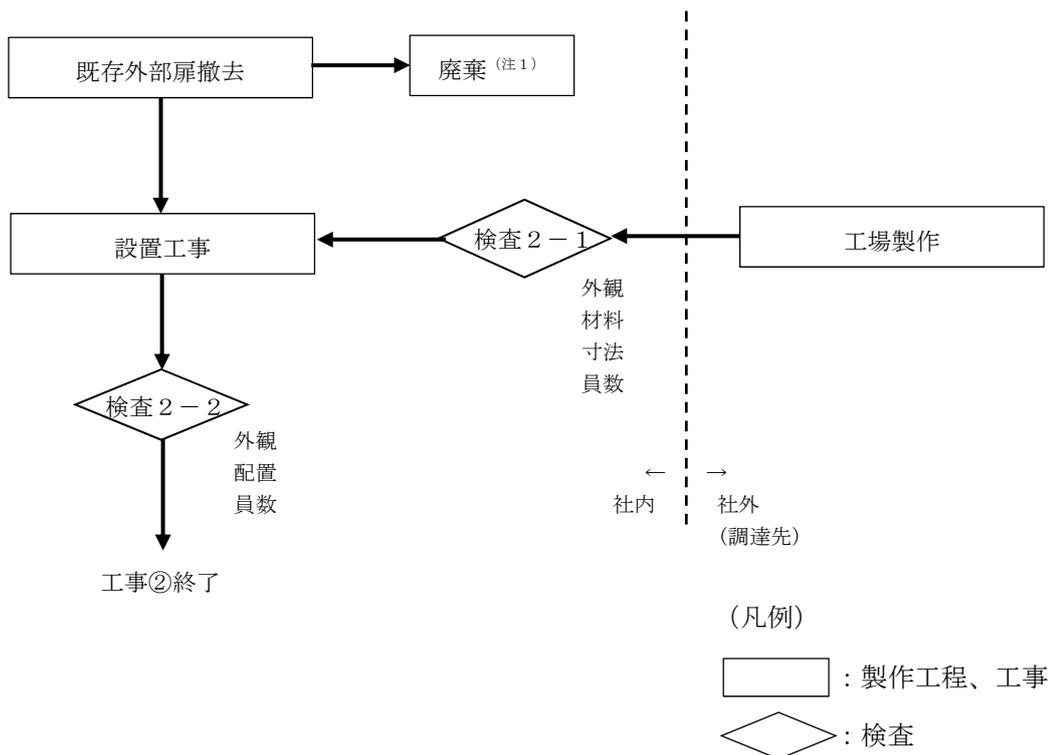 既存外部扉撤去
廃棄（注１）
設置工事
検査２－１
工場製作
外観
材料
寸法
員数
検査２－２
外観
配置
員数
← →
社内 社外
(調達先)
工事②終了
(凡例)
：製作工程、工事
：検査